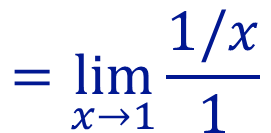 = lim x→1 (1/x)/1